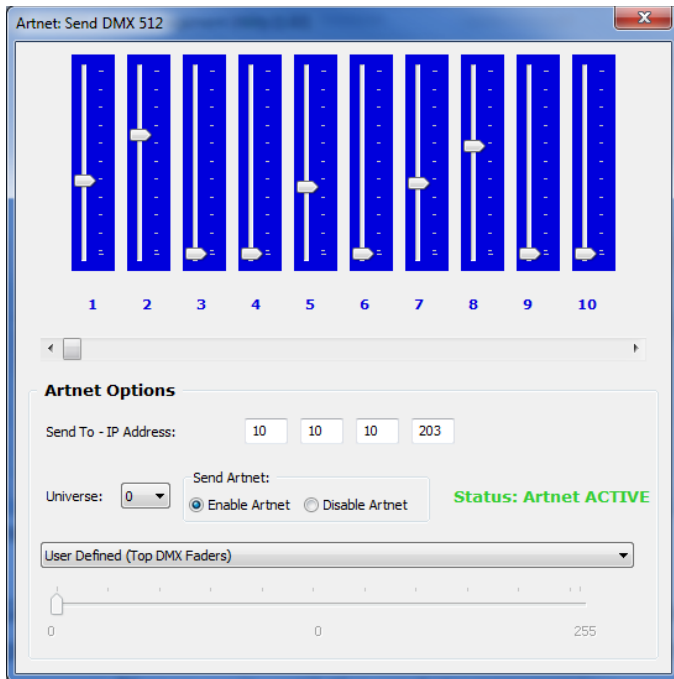 Artnet: Send DMX 512
1 2 3 4 5 6 7 8 9 10
Artnet Options
Send To - IP Address: 10 10 10 203
Send Artnet:
Universe: 0 Enable Artnet Disable Artnet Status: Artnet ACTIVE
User Defined (Top DMX Faders)
0 0 255